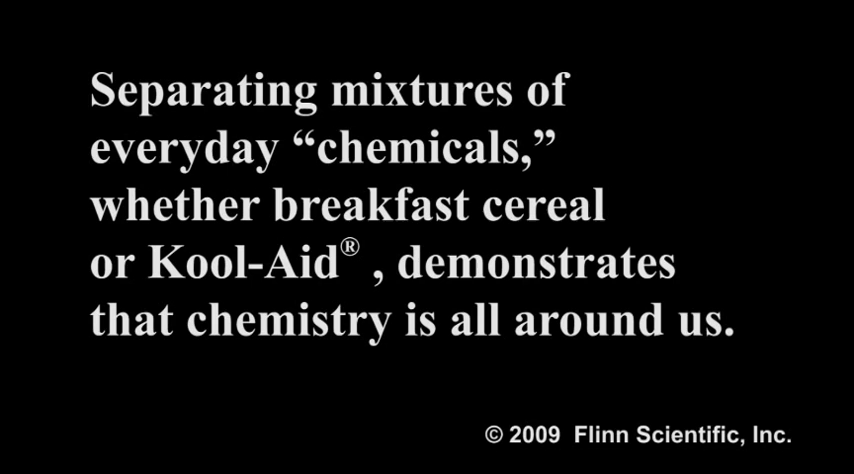 Separating mixtures of
everyday “chemicals,”
whether breakfast cereal
or Kool-Aid® , demonstrates
that chemistry is all around us.
© 2009 Flinn Scientific, Inc.